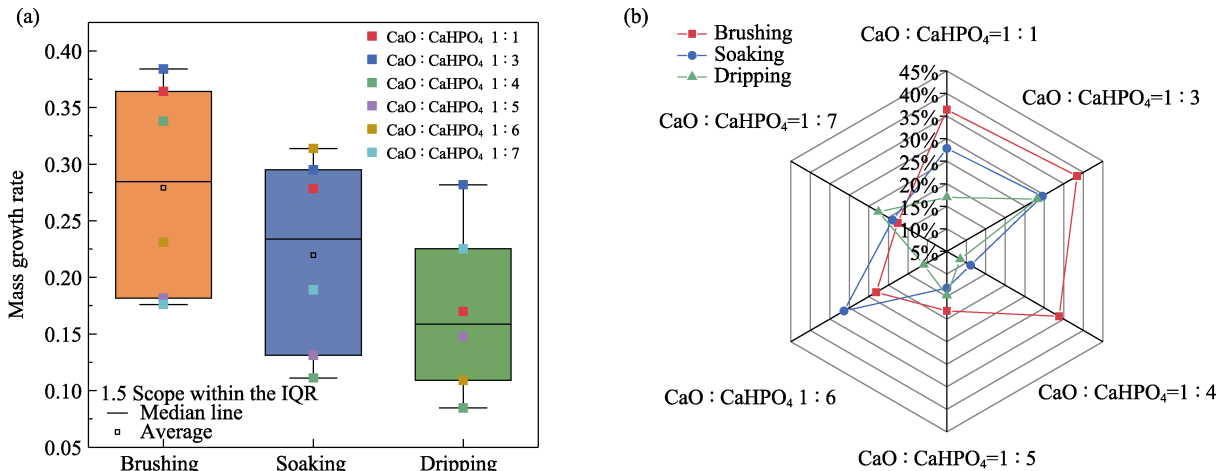 (a)
0.40
0.35
0.30
0.25
0.20
0.15
0.10
0.05
Mass growth rate
CaO∶CaHPO₄ 1∶1
CaO∶CaHPO₄ 1∶3
CaO∶CaHPO₄ 1∶4
CaO∶CaHPO₄ 1∶5
CaO∶CaHPO₄ 1∶6
CaO∶CaHPO₄ 1∶7
1.5 Scope within the IQR
Median line
Average
Brushing
Soaking
Dripping
(b)
Brushing
Soaking
Dripping
CaO∶CaHPO₄=1∶1
CaO∶CaHPO₄=1∶3
CaO∶CaHPO₄=1∶7
45%
40%
35%
30%
25%
20%
15%
10%
5%
CaO∶CaHPO₄ 1∶6
CaO∶CaHPO₄=1∶4
CaO∶CaHPO₄=1∶5